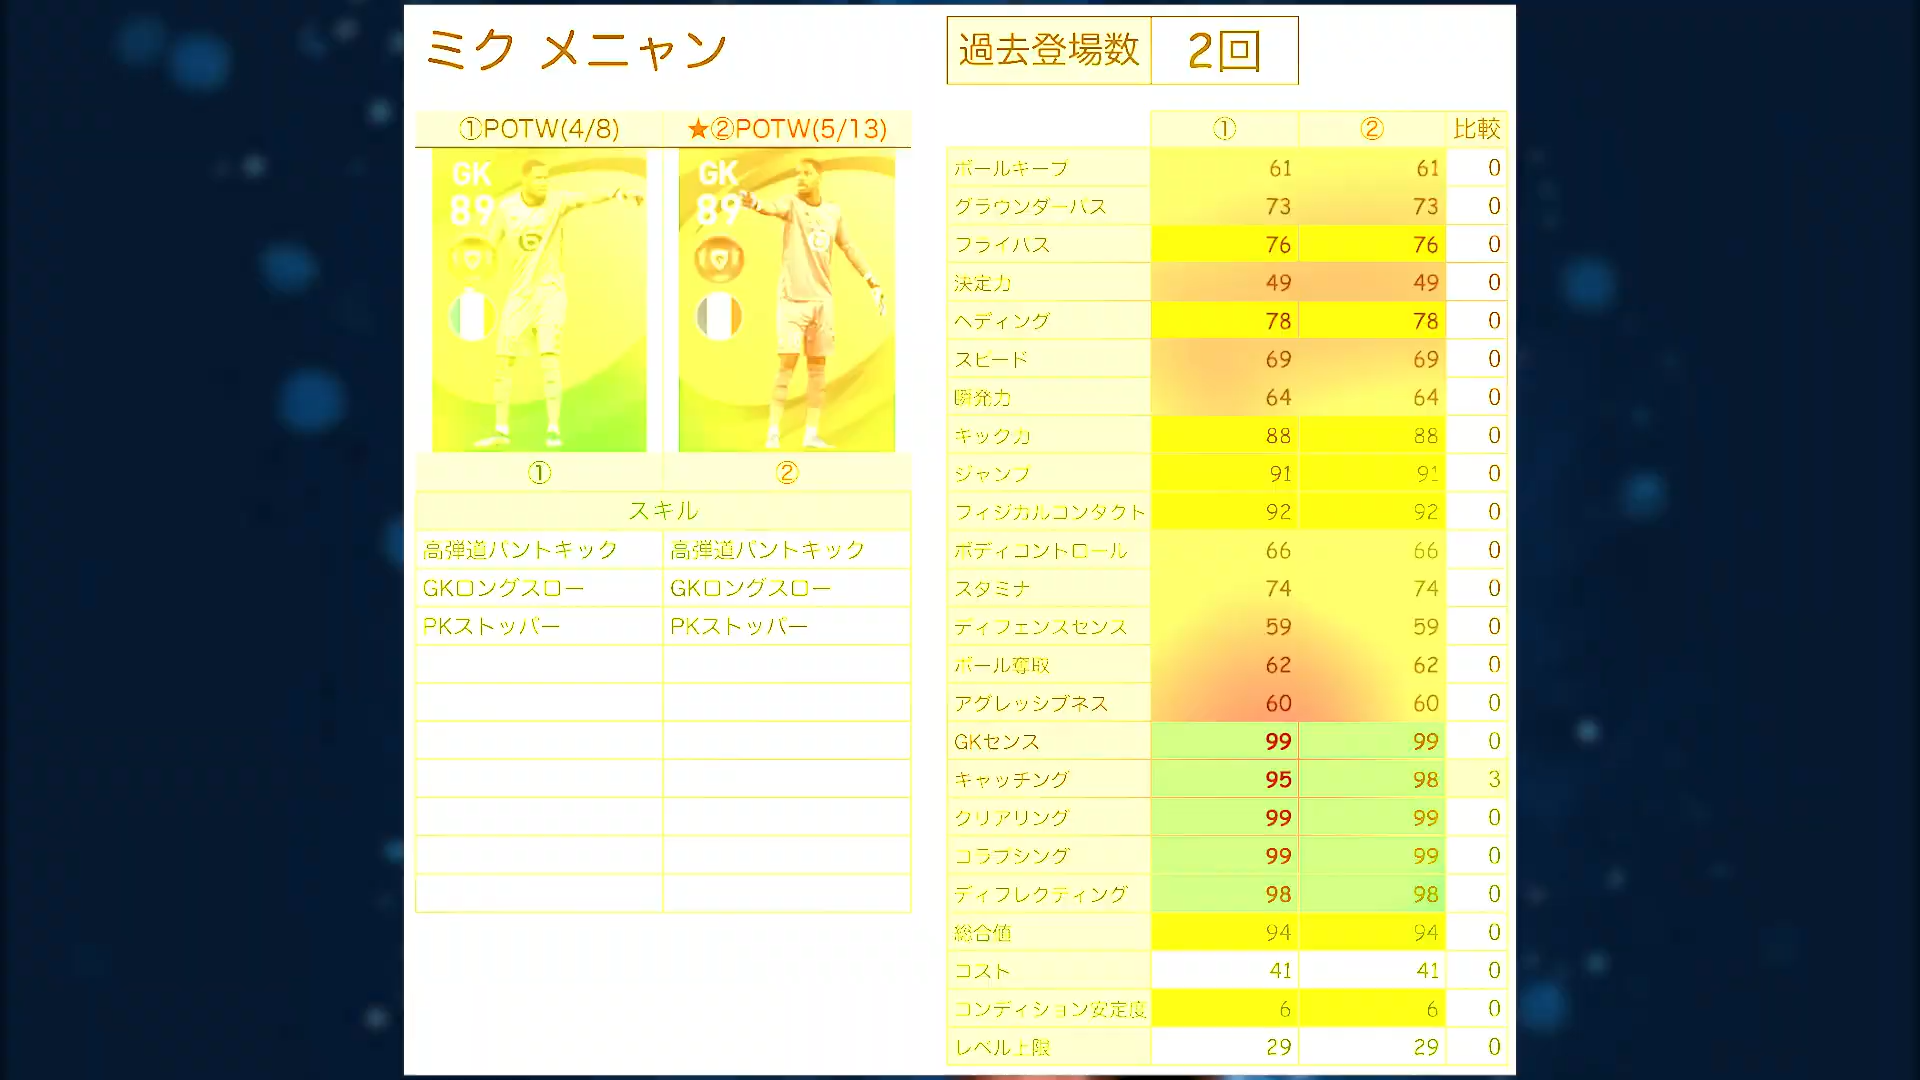 ミク メニャン
過去登場数 2回
①POTW(4/8) ★②POTW(5/13)
GK 89
GK 89
① ②
スキル
高弾道パントキック 高弾道パントキック
GKロングスロー GKロングスロー
PKストッパー PKストッパー
① ② 比較
ボールキープ 61 61 0
グラウンダーパス 73 73 0
フライパス 76 76 0
決定力 49 49 0
ヘディング 78 78 0
スピード 69 69 0
瞬発力 64 64 0
キック力 88 88 0
ジャンプ 91 91 0
フィジカルコンタクト 92 92 0
ボディコントロール 66 66 0
スタミナ 74 74 0
ディフェンスセンス 59 59 0
ボール奪取 62 62 0
アグレッシブネス 60 60 0
GKセンス 99 99 0
キャッチング 95 98 3
クリアリング 99 99 0
コラプシング 99 99 0
ディフレクティング 98 98 0
総合値 94 94 0
コスト 41 41 0
コンディション安定度 6 6 0
レベル上限 29 29 0